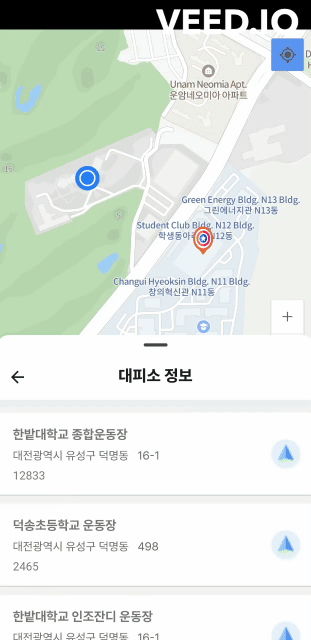 VEED.IO
Unam Neomia Apt.
운암네오미아 아파트
Green Energy Bldg. N13 Bldg.
그린에너지관 N13동
Student Club Bldg. N12 Bldg.
N12동
Changui Hyeoksin Bldg. N11 Bldg.
창의혁신관 N11동
+
대피소 정보
한밭대학교 종합운동장
대전광역시 유성구 덕명동 16-1
12833
덕송초등학교 운동장
대전광역시 유성구 덕명동 498
2465
한밭대학교 인조잔디 운동장
대전광역시 유성구 덕명동 16-1